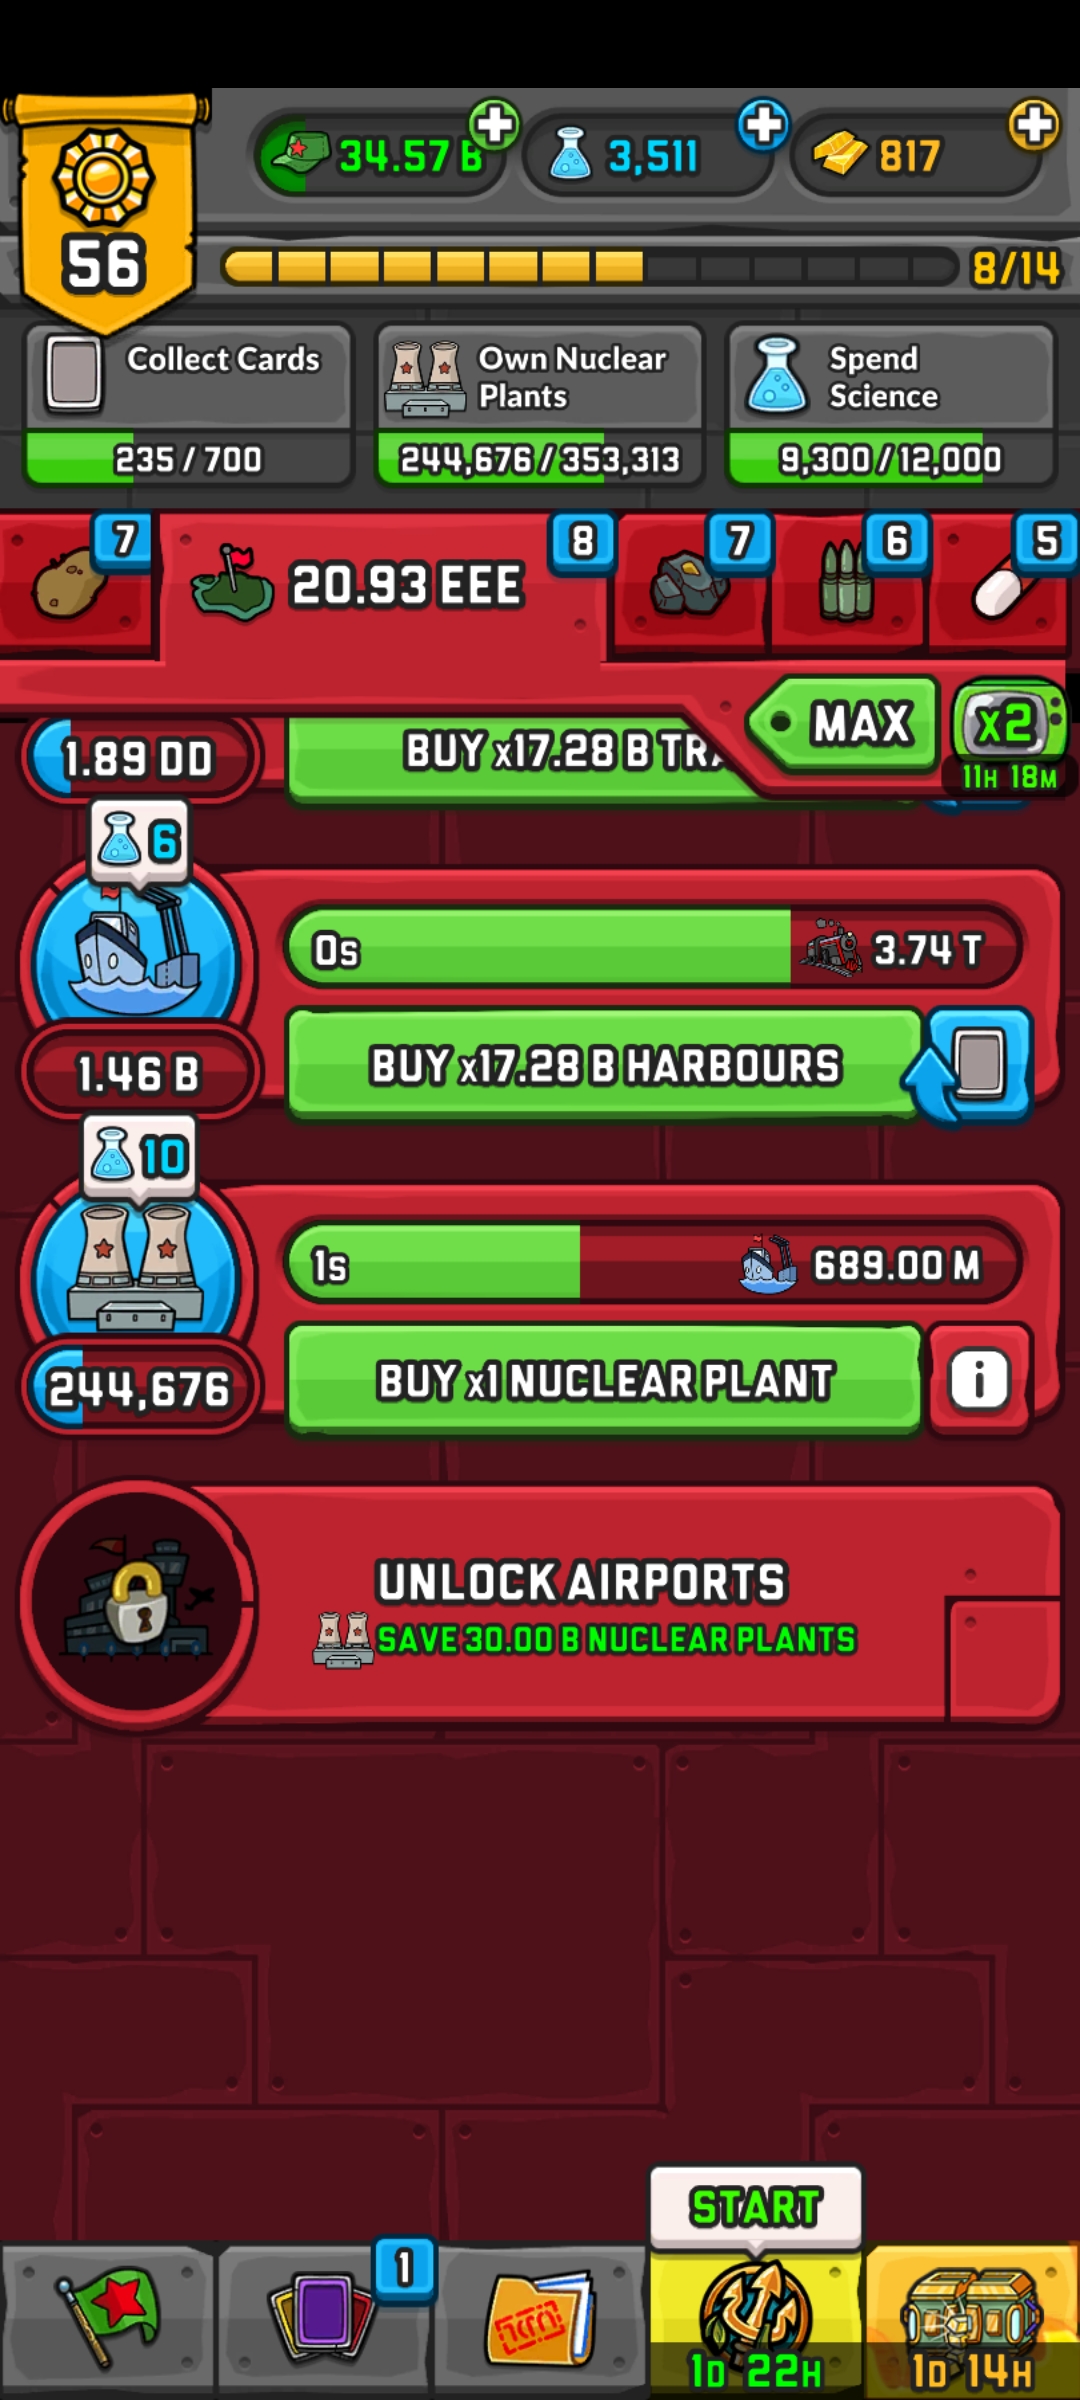 56
34.57 B
3,511
817
8/14
Collect Cards
235 / 700
Own Nuclear
Plants
244,676 / 353,313
Spend
Science
9,300 / 12,000
7
20.93 EEE
8
7
6
5
MAX
x2
11H 18M
1.89 DD
BUY x17.28 B
6
0s
3.74 T
1.46 B
BUY x17.28 B HARBOURS
10
1s
689.00 M
244,676
BUY x1 NUCLEAR PLANT
i
UNLOCK AIRPORTS
SAVE 30.00 B NUCLEAR PLANTS
START
1
1D 22H
1D 14H